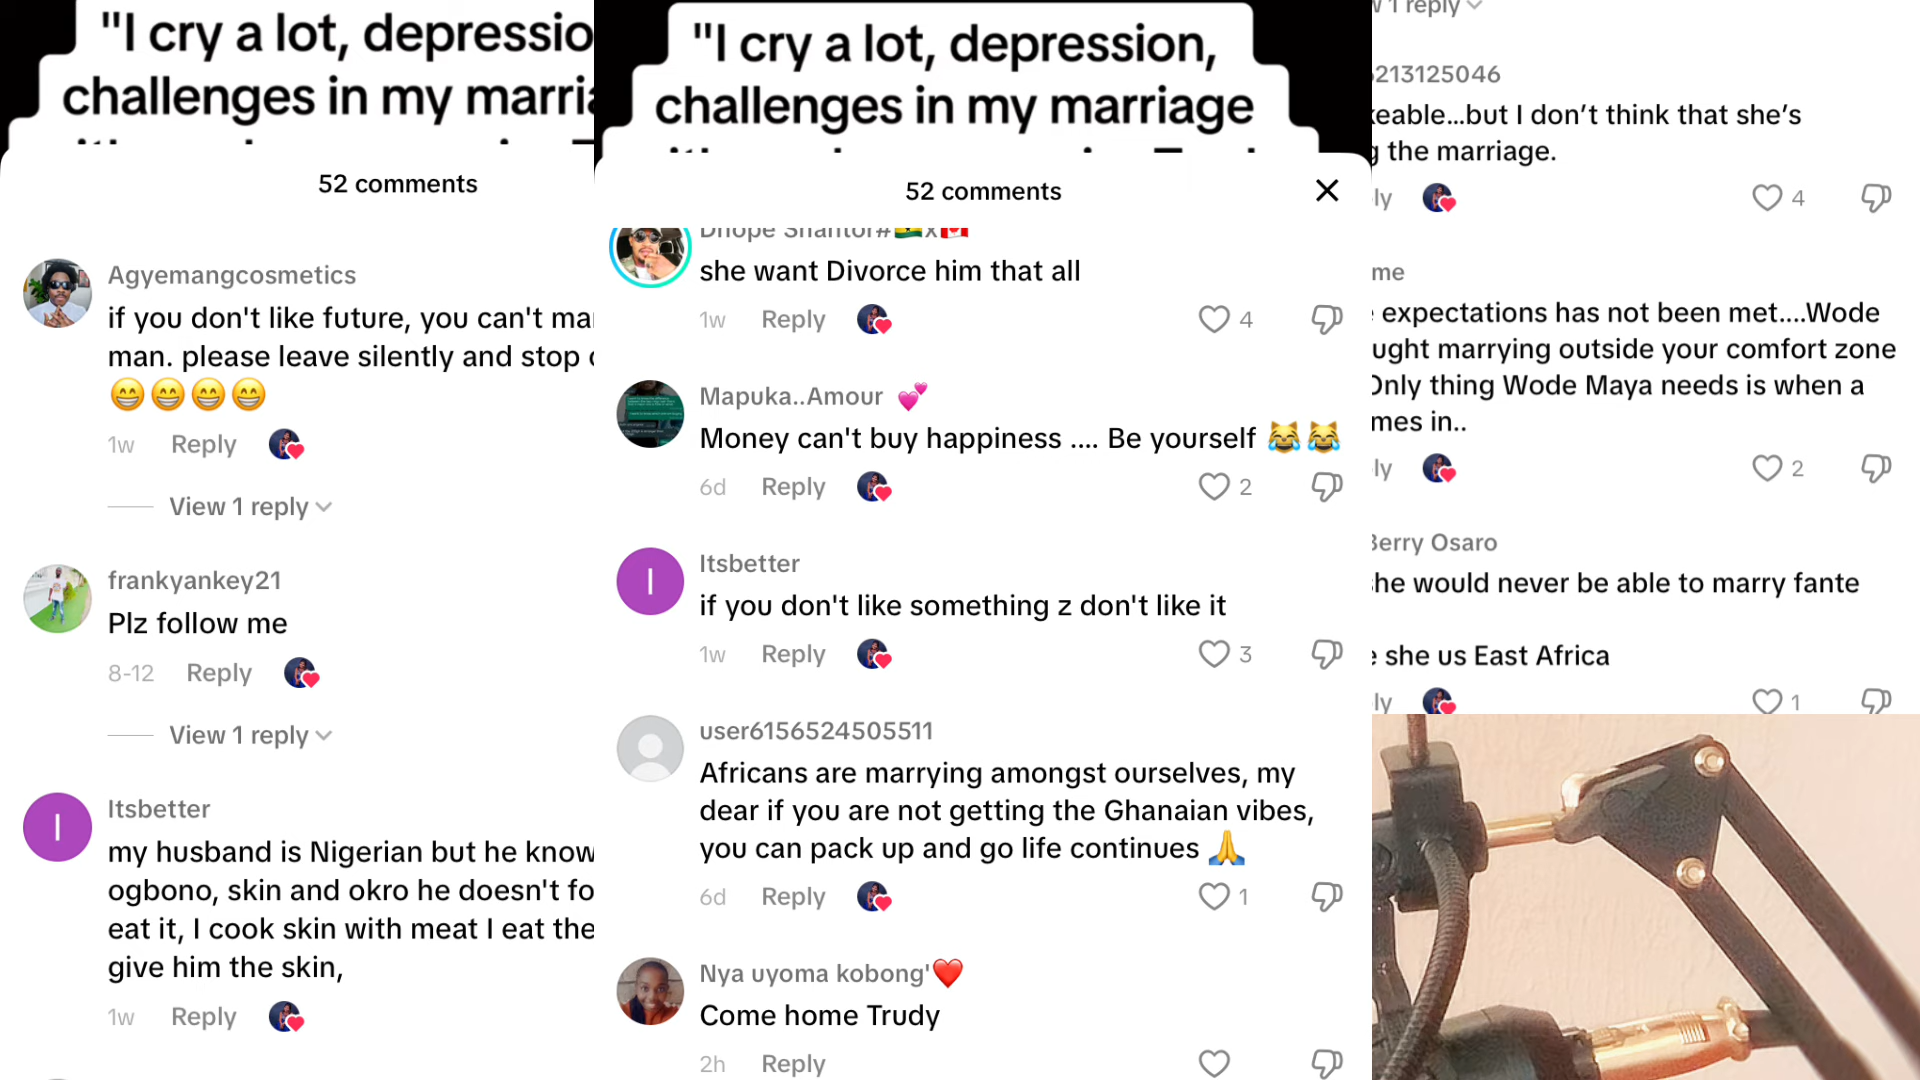 "I cry a lot, depressio
challenges in my marri
52 comments
Agyemangcosmetics
if you don't like future, you can't ma
man. please leave silently and stop
😁😁😁😁
1w Reply
View 1 reply
frankyankey21
Plz follow me
8-12 Reply
View 1 reply
I
Itsbetter
my husband is Nigerian but he know
ogbono, skin and okro he doesn't fo
eat it, I cook skin with meat I eat the
give him the skin,
1w Reply
"I cry a lot, depression,
challenges in my marriage
52 comments
Dhope Shantor#🇬🇭x🇨🇦
she want Divorce him that all
1w Reply 4
Mapuka..Amour 💕
Money can't buy happiness .... Be yourself 😹😹
6d Reply 2
I
Itsbetter
if you don't like something z don't like it
1w Reply 3
user6156524505511
Africans are marrying amongst ourselves, my
dear if you are not getting the Ghanaian vibes,
you can pack up and go life continues 🙏
6d Reply 1
Nya uyoma kobong'❤️
Come home Trudy
2h Reply
1 reply
213125046
keable...but I don't think that she's
g the marriage.
ly 4
me
expectations has not been met....Wode
ught marrying outside your comfort zone
Only thing Wode Maya needs is when a
mes in..
ly 2
Berry Osaro
she would never be able to marry fante
e she us East Africa
ly 1